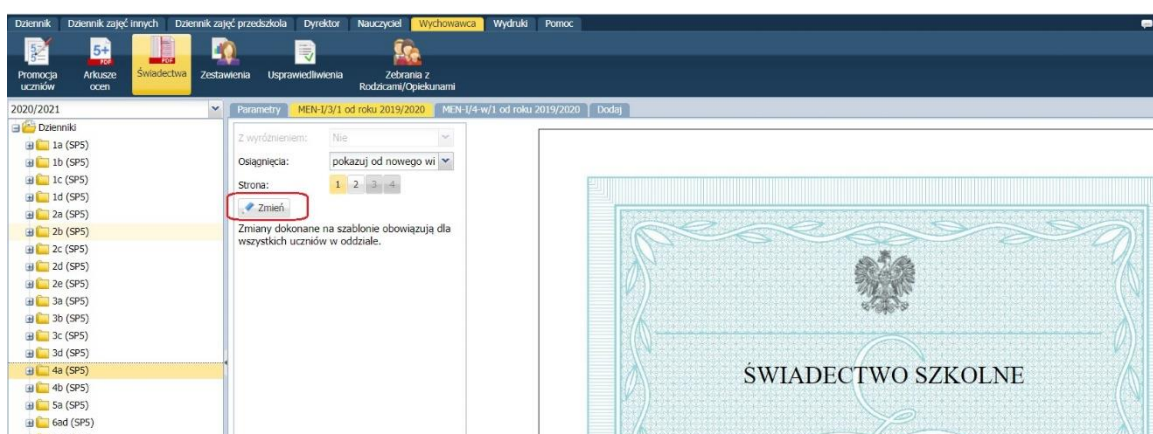 Dziennik Dziennik zajęć innych Dziennik zajęć przedszkola Dyrektor Nauczyciel Wychowawca Wydruki Pomoc
5+
PDF
PDF
Promocja uczniów
Arkusze ocen
Świadectwa
Zestawienia
Usprawiedliwienia
Zebrania z Rodzicami/Opiekunami
2020/2021
Parametry MEN-I/3/1 od roku 2019/2020 MEN-I/4-w/1 od roku 2019/2020 Dodaj
Dzienniki
1a (SP5)
1b (SP5)
1c (SP5)
1d (SP5)
2a (SP5)
2b (SP5)
2c (SP5)
2d (SP5)
2e (SP5)
3a (SP5)
3b (SP5)
3c (SP5)
3d (SP5)
4a (SP5)
4b (SP5)
5a (SP5)
6ad (SP5)
Z wyróżnieniem: Nie
Osiągnięcia: pokazuj od nowego wi
Strona: 1 2 3 4
Zmień
Zmiany dokonane na szablonie obowiązują dla
wszystkich uczniów w oddziale.
ŚWIADECTWO SZKOLNE